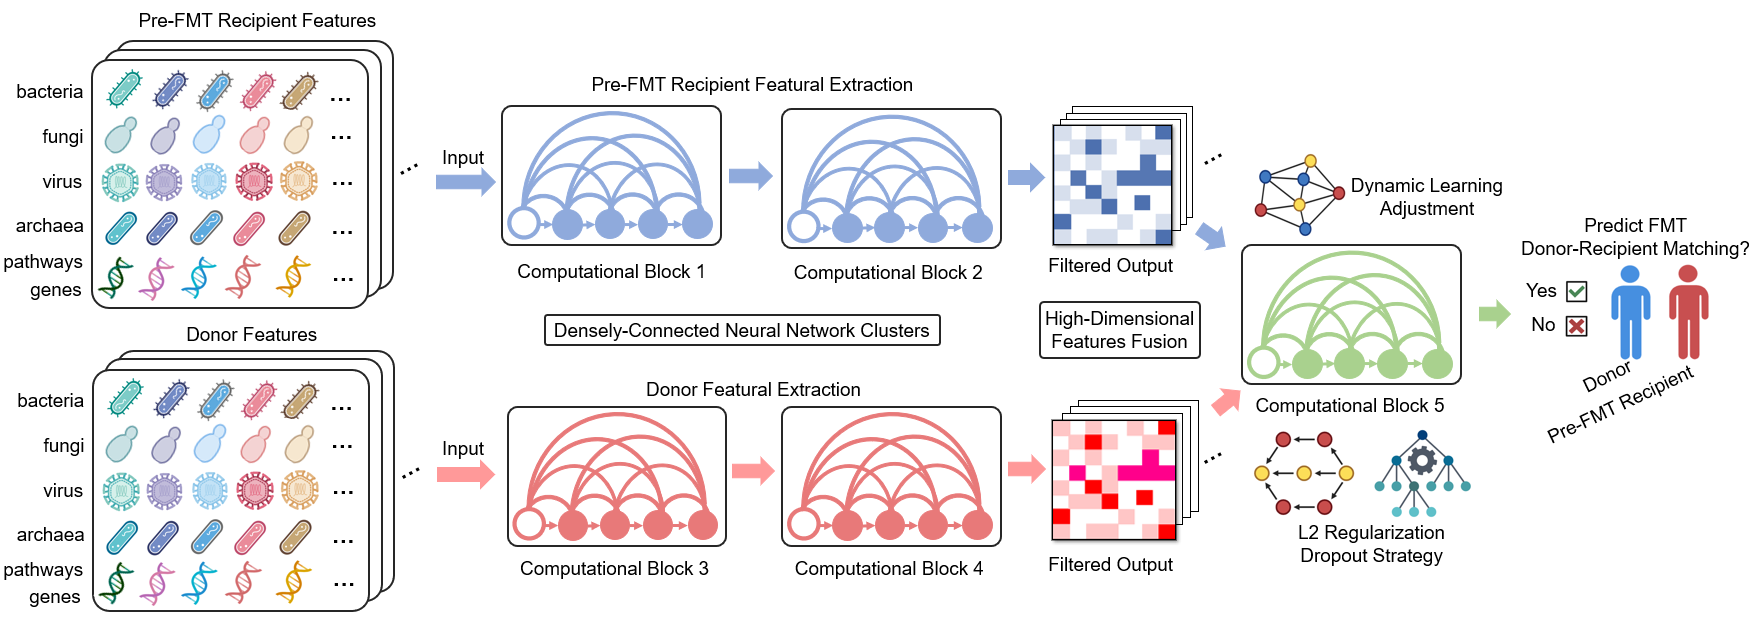 Pre-FMT Recipient Features
bacteria
fungi
virus
archaea
pathways
genes
...
...
...
...
...
...
Input
Pre-FMT Recipient Featural Extraction
Computational Block 1
Computational Block 2
Filtered Output
...
Densely-Connected Neural Network Clusters
High-Dimensional
Features Fusion
Donor Features
bacteria
fungi
virus
archaea
pathways
genes
...
...
...
...
...
...
Input
Donor Featural Extraction
Computational Block 3
Computational Block 4
Filtered Output
...
Dynamic Learning
Adjustment
Computational Block 5
L2 Regularization
Dropout Strategy
Predict FMT
Donor-Recipient Matching?
Yes
No
Donor
Pre-FMT Recipient